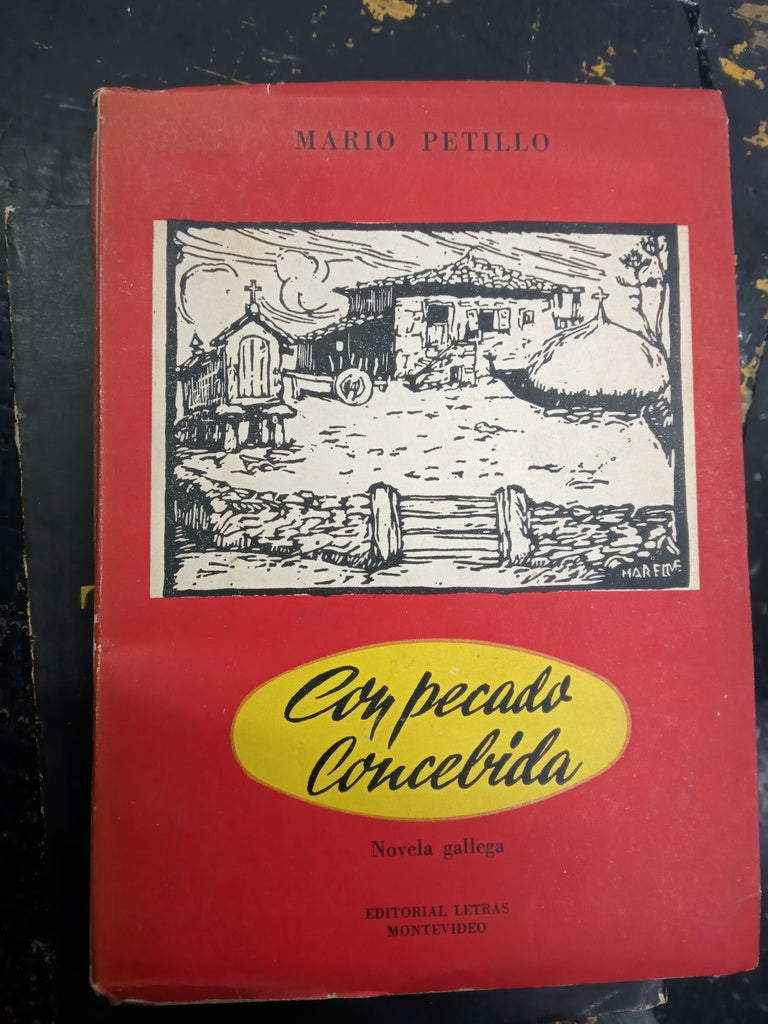 MARIO PETILLO
Con pecado
Concebida
Novela gallega
EDITORIAL LETRAS
MONTEVIDEO